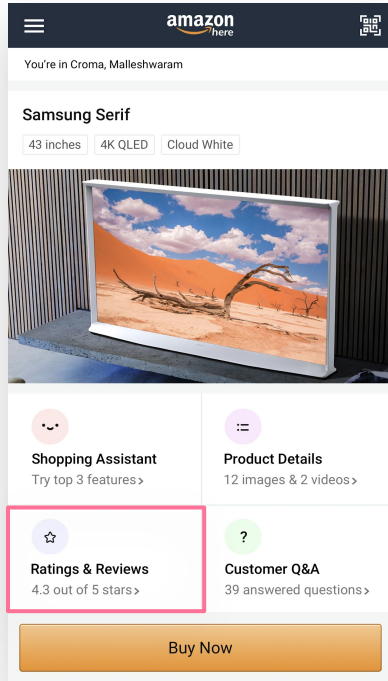 amazon
here
You're in Croma, Malleshwaram
Samsung Serif
43 inches 4K QLED Cloud White
Shopping Assistant
Try top 3 features
Product Details
12 images & 2 videos
Ratings & Reviews
4.3 out of 5 stars
Customer Q&A
39 answered questions
Buy Now